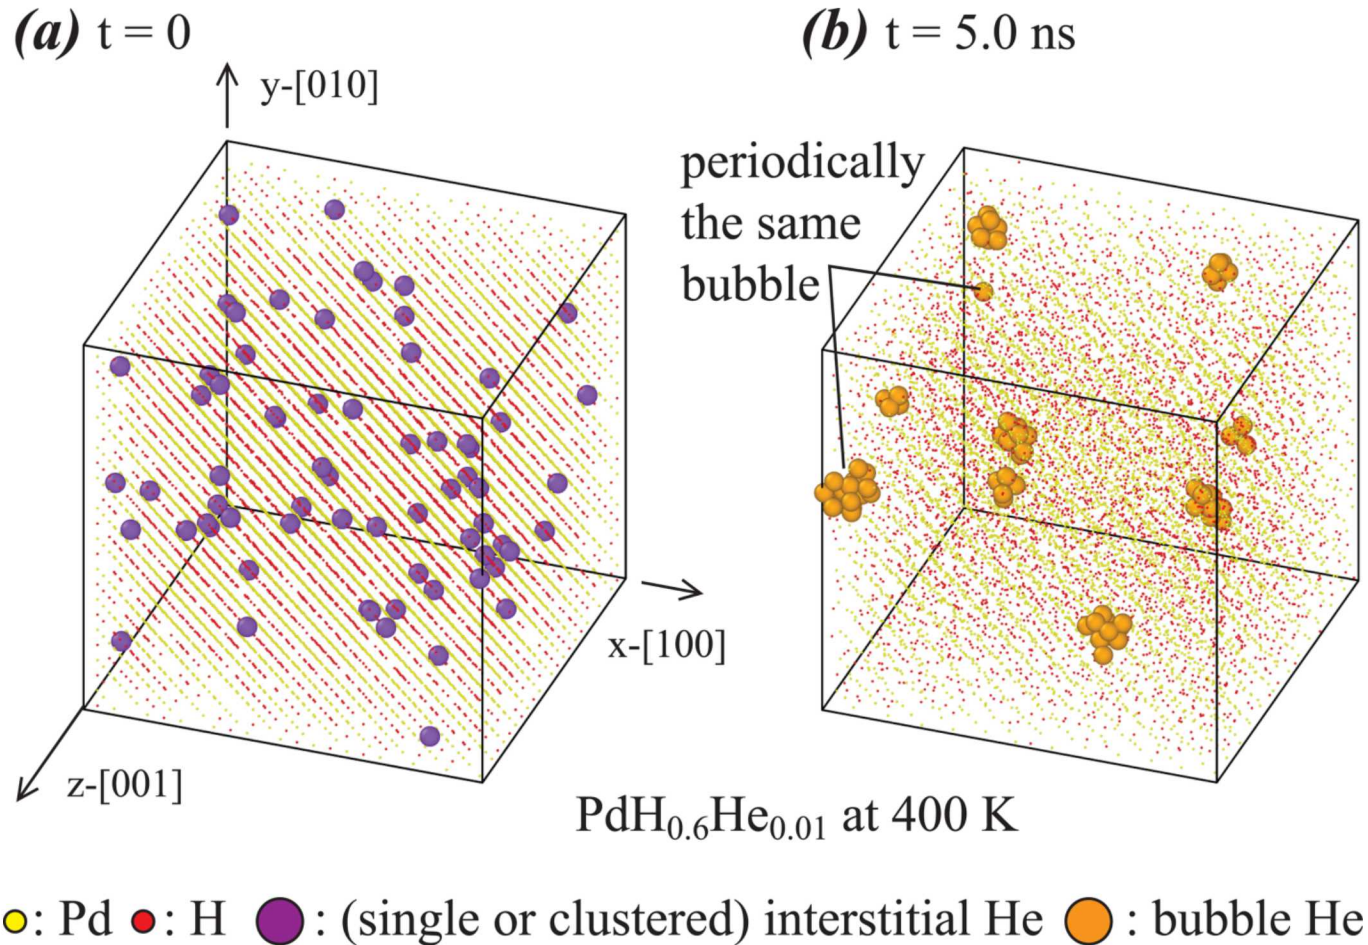 (a) t = 0
(b) t = 5.0 ns
y-[010]
periodically
the same
bubble
x-[100]
z-[001]
PdH0.6He0.01 at 400 K
: Pd : H : (single or clustered) interstitial He : bubble He